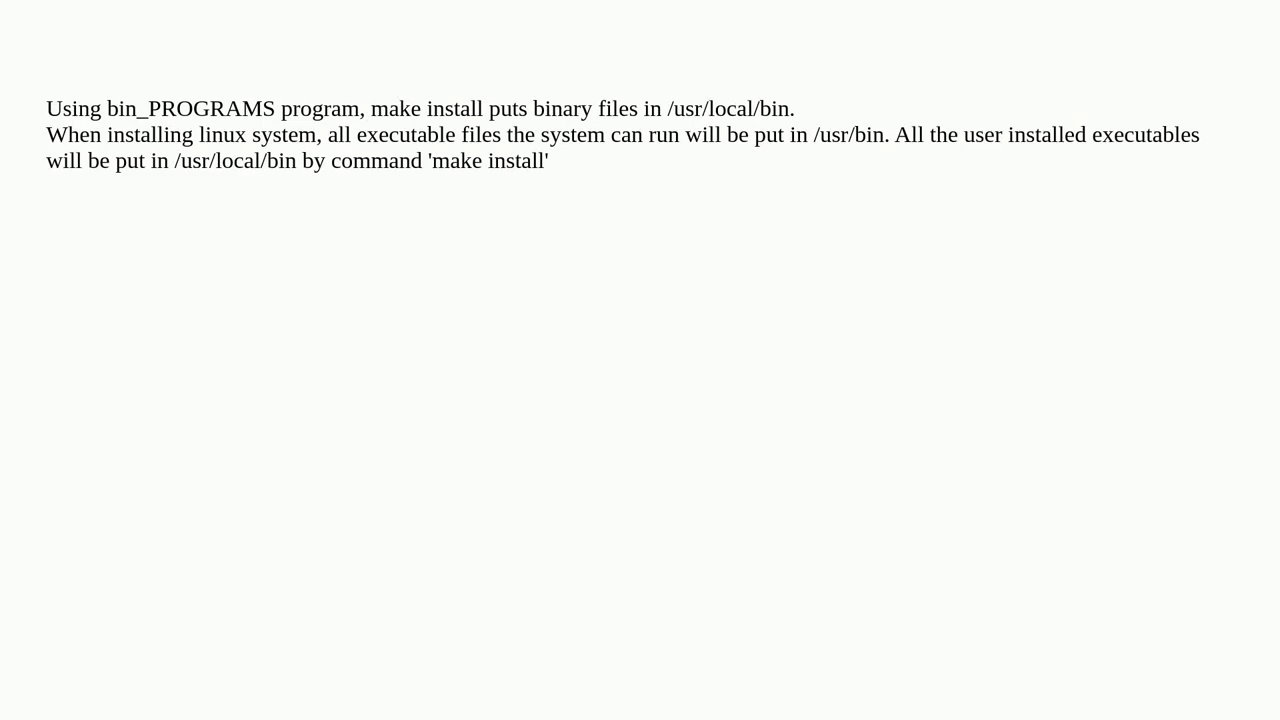 Using bin_PROGRAMS program, make install puts binary files in /usr/local/bin.
When installing linux system, all executable files the system can run will be put in /usr/bin. All the user installed executables
will be put in /usr/local/bin by command 'make install'